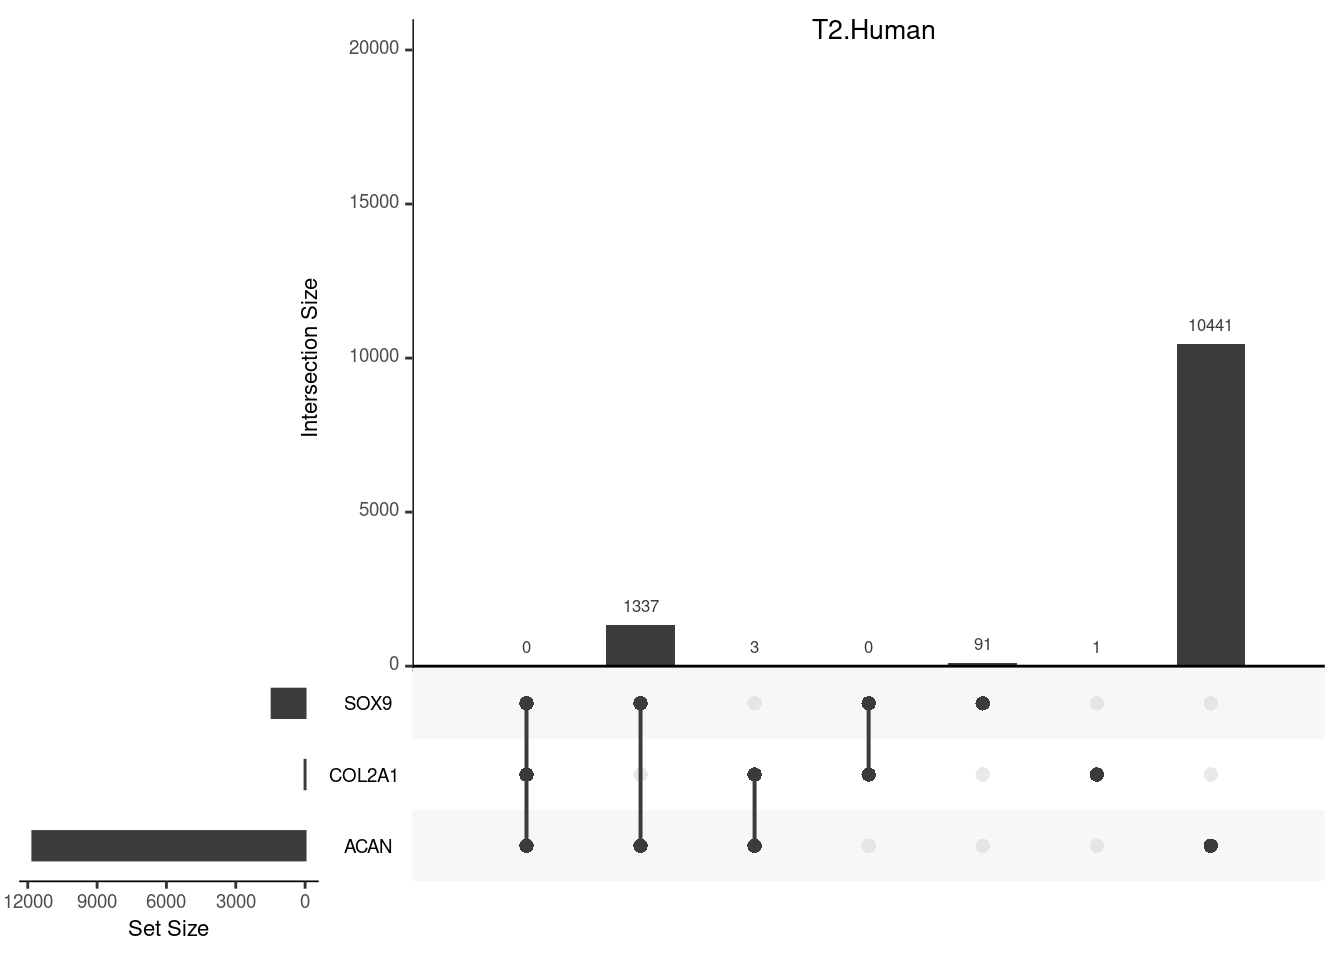 T2.Human
20000
15000
10000
5000
0
Intersection Size
0
1337
3
0
91
1
10441
SOX9
COL2A1
ACAN
12000 9000 6000 3000 0
Set Size